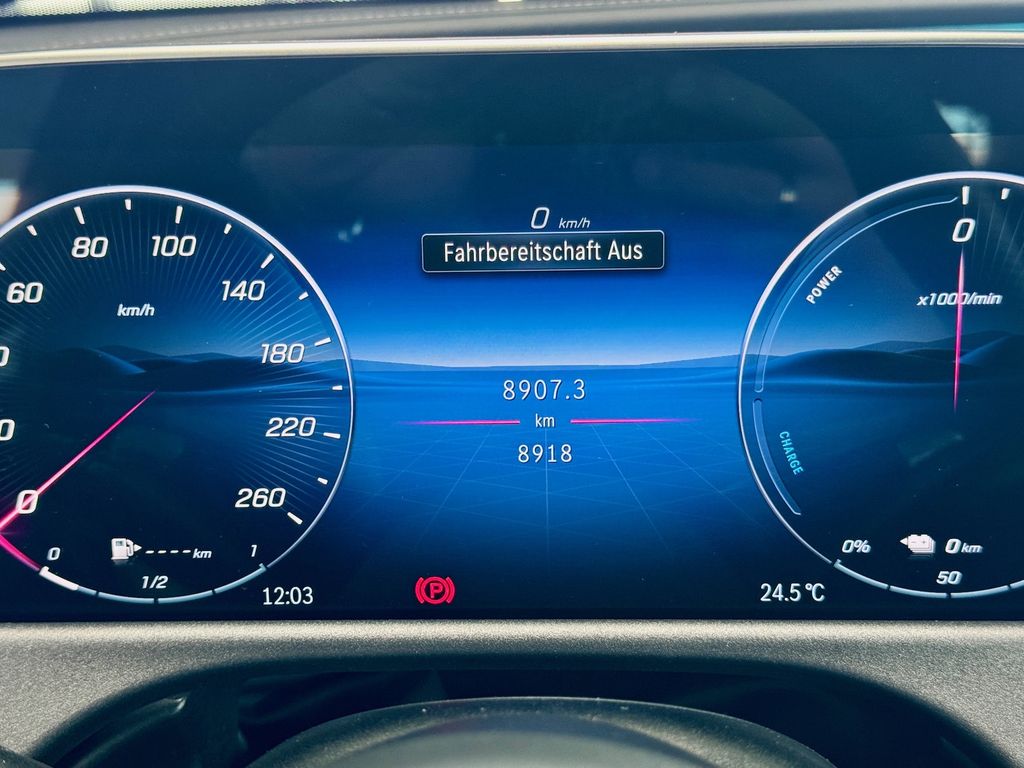 0 km/h
Fahrbereitschaft Aus
8907.3
km
8918
0
60
80
100
140
180
220
260
km/h
0
1/2
1
---- km
12:03
P
24.5 °C
0
x1000/min
POWER
CHARGE
0%
50
0 km